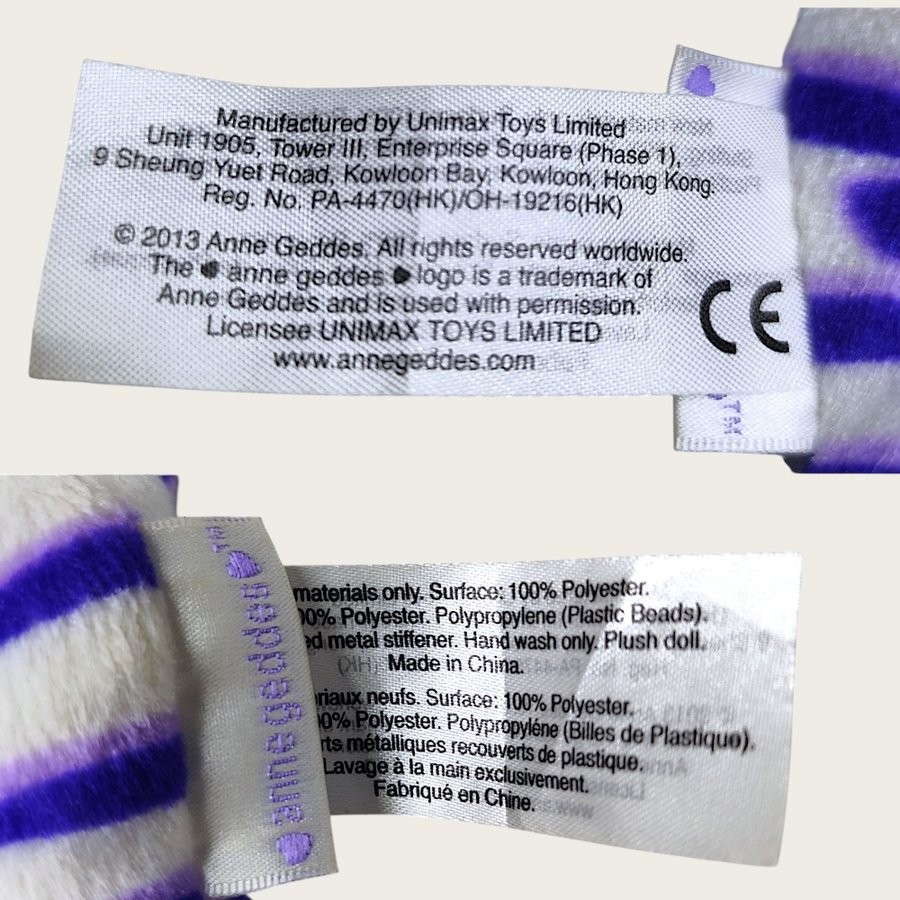 Manufactured by Unimax Toys Limited
Unit 1905, Tower III, Enterprise Square (Phase 1),
9 Sheung Yuet Road, Kowloon Bay, Kowloon, Hong Kong.
Reg. No. PA-4470(HK)/OH-19216(HK)
© 2013 Anne Geddes. All rights reserved worldwide.
The anne geddes logo is a trademark of
Anne Geddes and is used with permission.
Licensee UNIMAX TOYS LIMITED
www.annegeddes.com
CE
TM
anne geddes TM
materials only. Surface: 100% Polyester.
00% Polyester. Polypropylene (Plastic Beads).
ed metal stiffener. Hand wash only. Plush doll.
Made in China.
riaux neufs. Surface: 100% Polyester.
00% Polyester. Polypropyléne (Billes de Plastique).
rts métalliques recouverts de plastique.
Lavage à la main exclusivement.
Fabriqué en Chine.